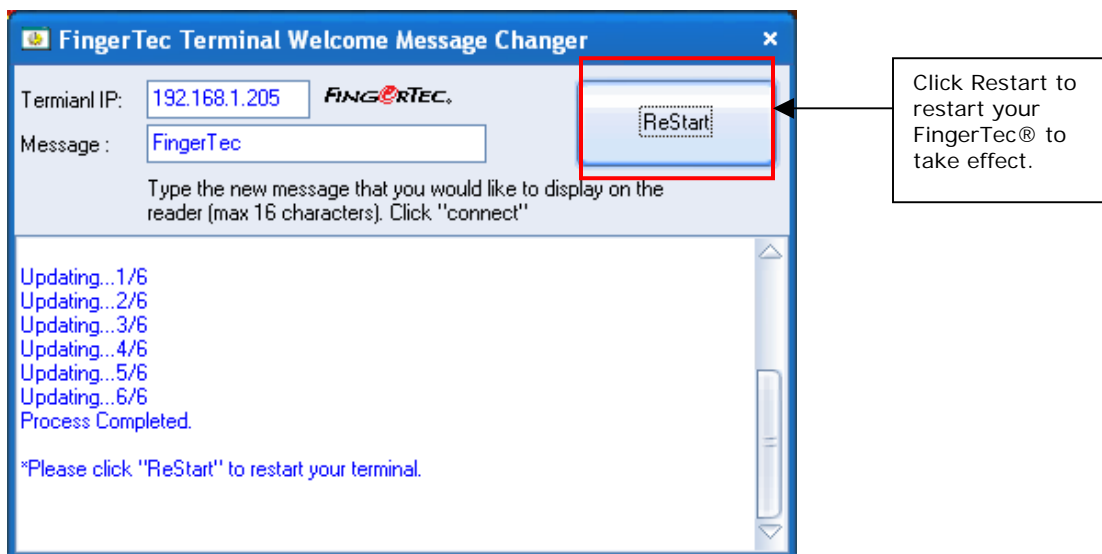 FingerTec Terminal Welcome Message Changer
Termianl IP: 192.168.1.205 FINGERTEC.
ReStart
Message : FingerTec
Type the new message that you would like to display on the
reader (max 16 characters). Click "connect"
Updating...1/6
Updating...2/6
Updating...3/6
Updating...4/6
Updating...5/6
Updating...6/6
Process Completed.
*Please click "ReStart" to restart your terminal.
Click Restart to
restart your
FingerTec® to
take effect.